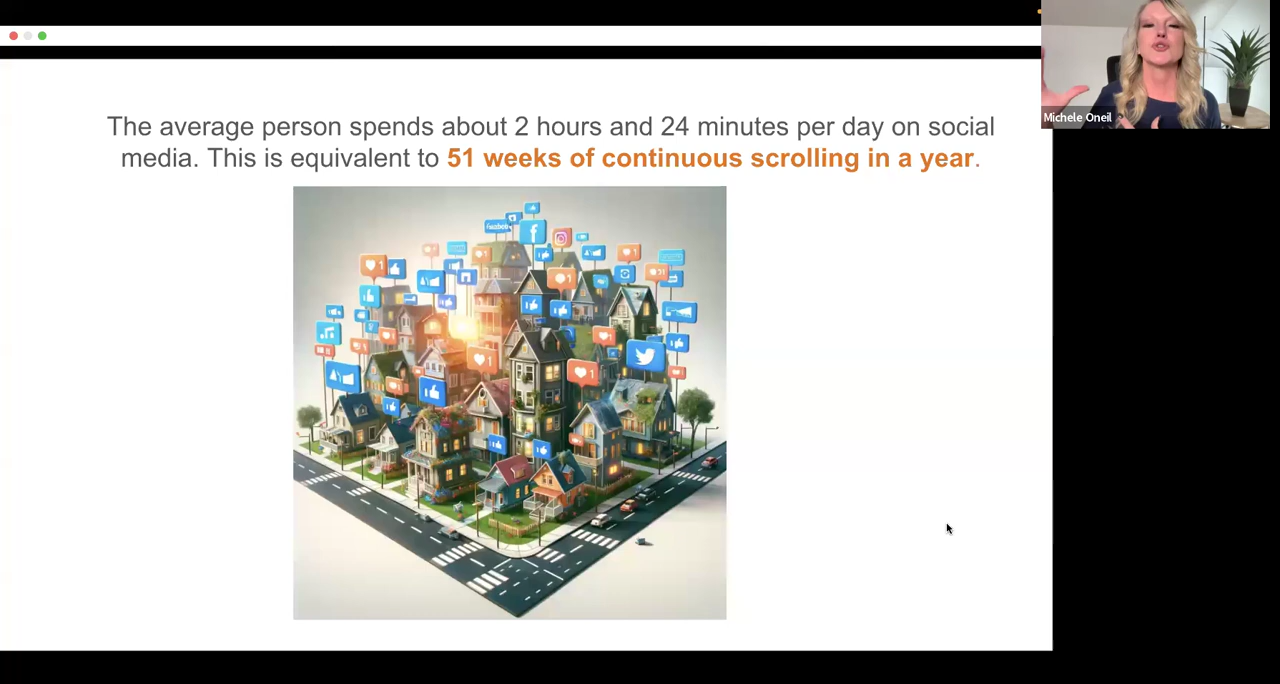 The average person spends about 2 hours and 24 minutes per day on social
media. This is equivalent to 51 weeks of continuous scrolling in a year.
Michele Oneil